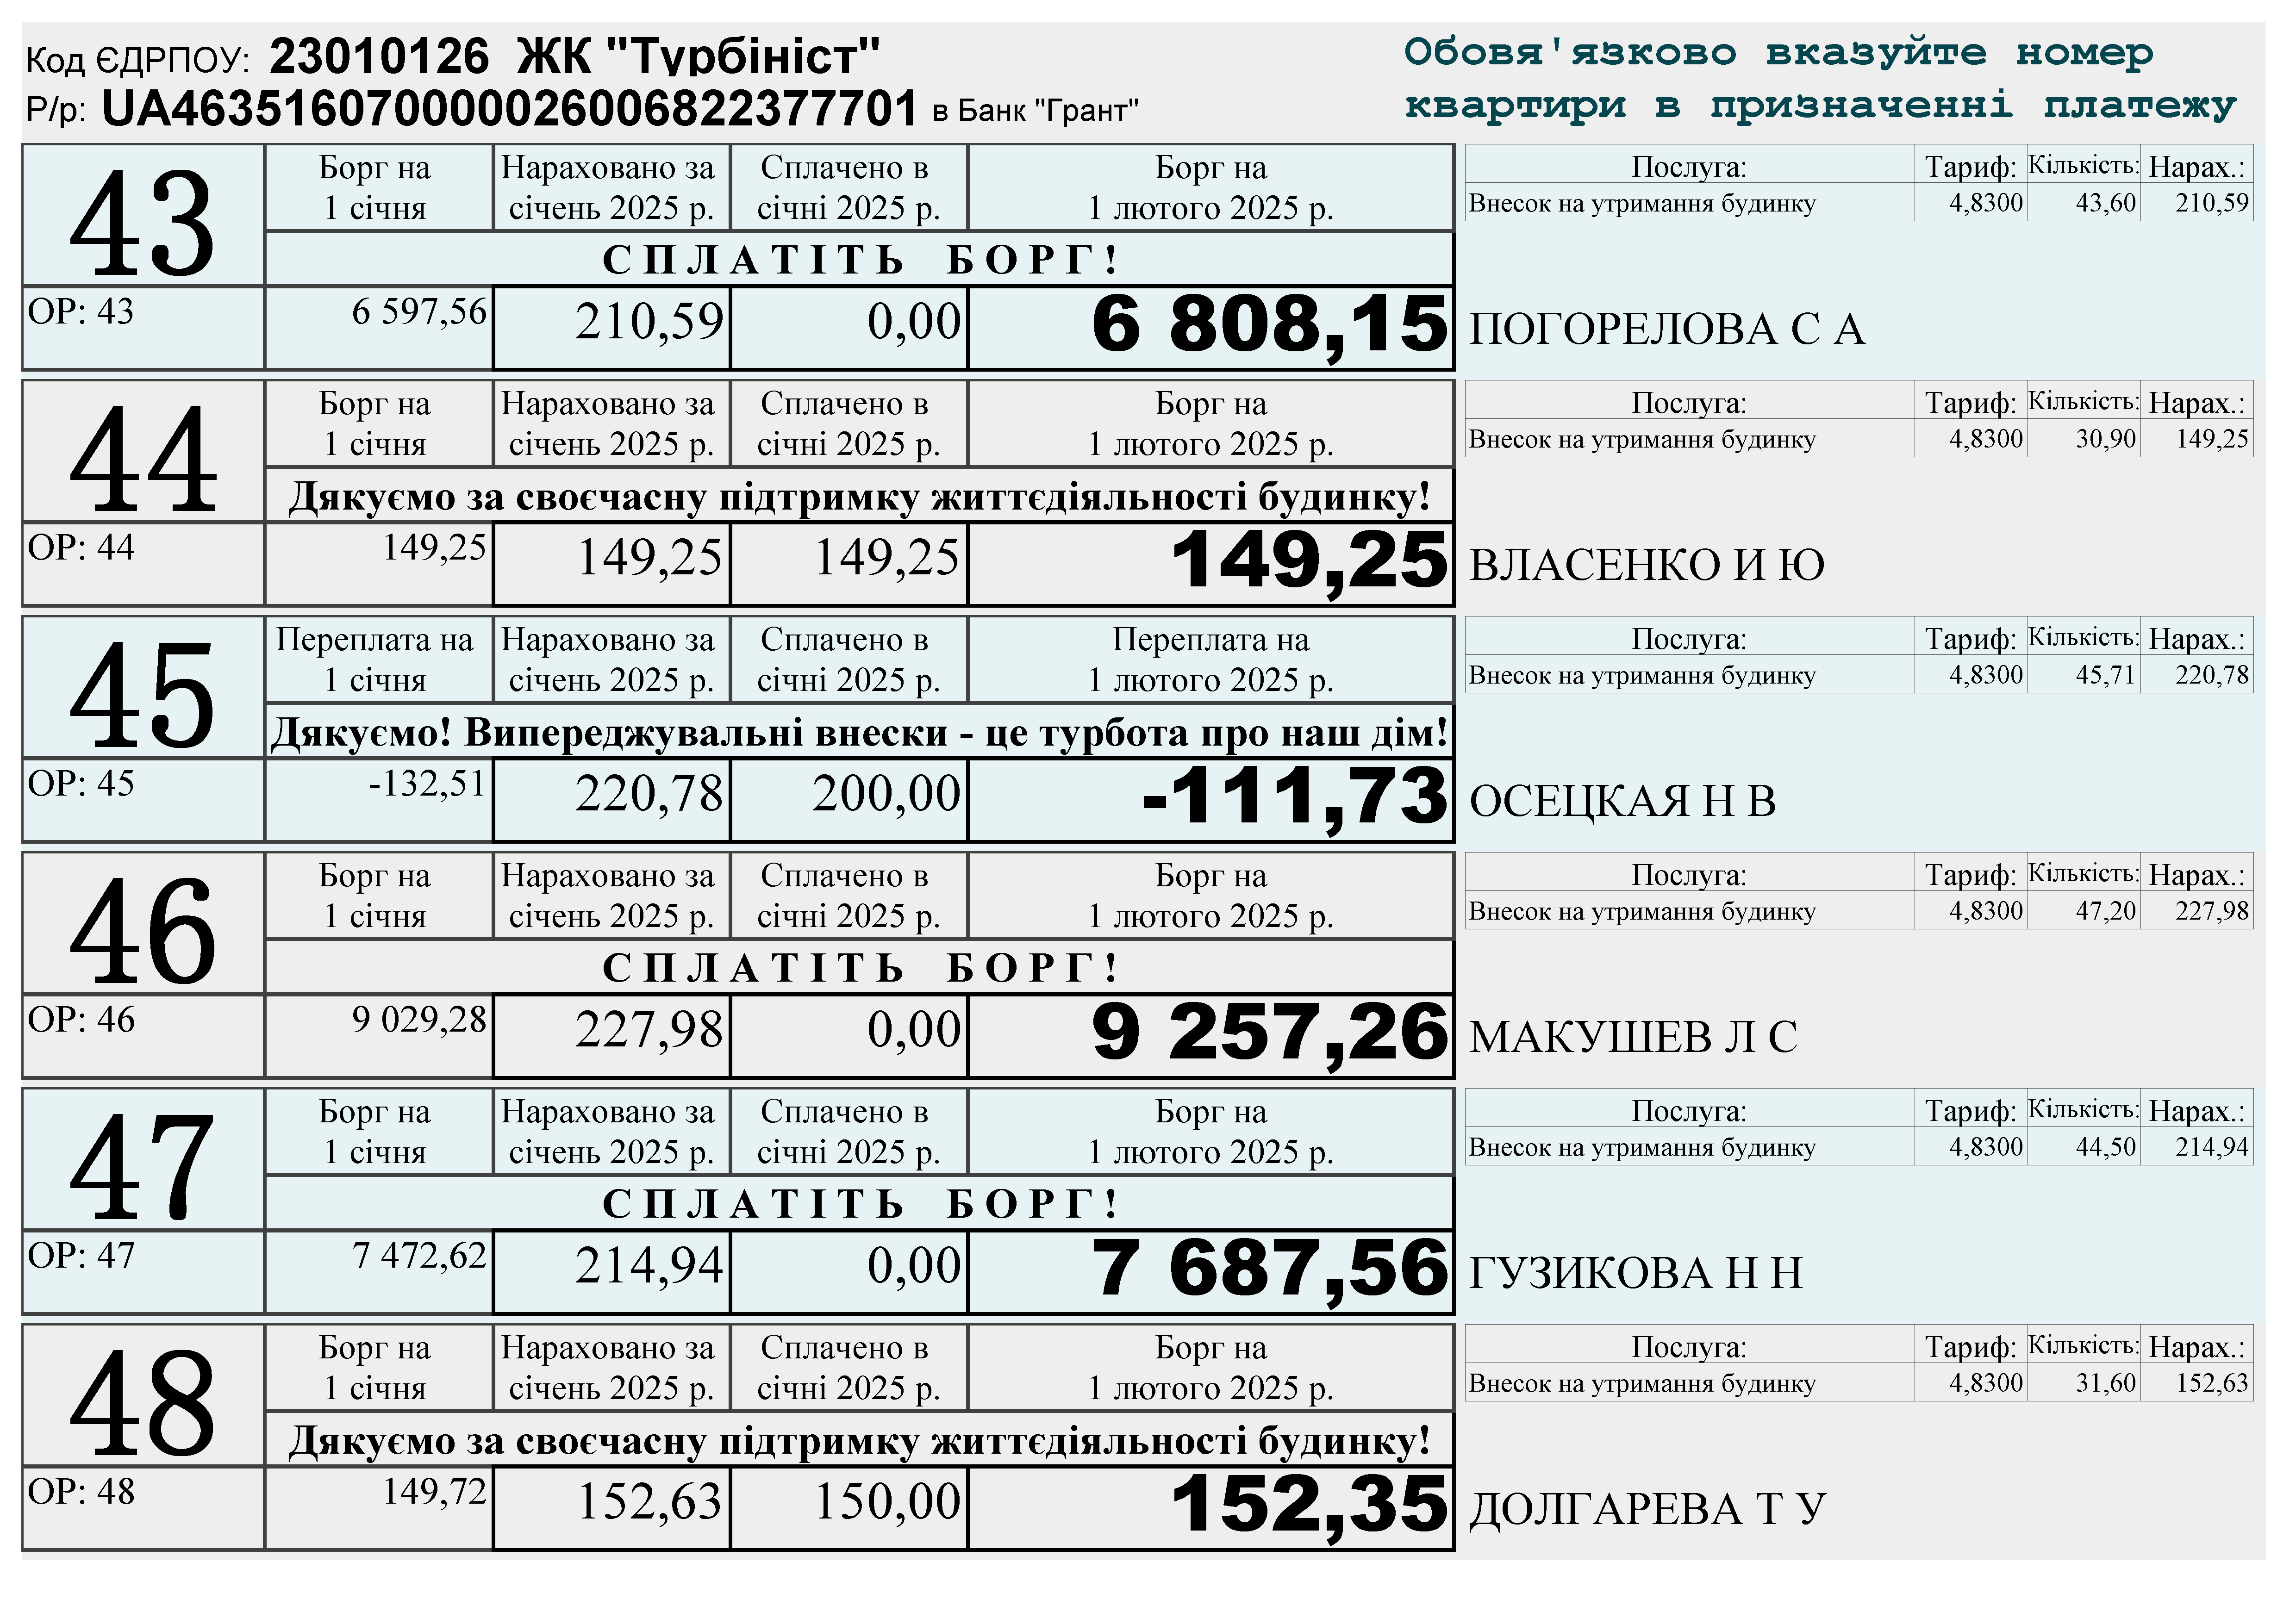 Код ЄДРПОУ: 23010126 ЖК "Турбініст"
Р/р: UA463516070000026006822377701 в Банк "Грант"
Обовя'язково вказуйте номер
квартири в призначенні платежу
43
Борг на
1 січня
Нараховано за
січень 2025 р.
Сплачено в
січні 2025 р.
Борг на
1 лютого 2025 р.
СПЛАТІТЬ БОРГ!
ОР: 43 6 597,56 210,59 0,00 6 808,15
Послуга: Тариф: Кількість: Нарах.:
Внесок на утримання будинку 4,8300 43,60 210,59
ПОГОРЕЛОВА С А
44
Борг на
1 січня
Нараховано за
січень 2025 р.
Сплачено в
січні 2025 р.
Борг на
1 лютого 2025 р.
Дякуємо за своєчасну підтримку життєдіяльності будинку!
ОР: 44 149,25 149,25 149,25 149,25
Послуга: Тариф: Кількість: Нарах.:
Внесок на утримання будинку 4,8300 30,90 149,25
ВЛАСЕНКО И Ю
45
Переплата на
1 січня
Нараховано за
січень 2025 р.
Сплачено в
січні 2025 р.
Переплата на
1 лютого 2025 р.
Дякуємо! Випереджувальні внески - це турбота про наш дім!
ОР: 45 -132,51 220,78 200,00 -111,73
Послуга: Тариф: Кількість: Нарах.:
Внесок на утримання будинку 4,8300 45,71 220,78
ОСЕЦКАЯ Н В
46
Борг на
1 січня
Нараховано за
січень 2025 р.
Сплачено в
січні 2025 р.
Борг на
1 лютого 2025 р.
СПЛАТІТЬ БОРГ!
ОР: 46 9 029,28 227,98 0,00 9 257,26
Послуга: Тариф: Кількість: Нарах.:
Внесок на утримання будинку 4,8300 47,20 227,98
МАКУШЕВ Л С
47
Борг на
1 січня
Нараховано за
січень 2025 р.
Сплачено в
січні 2025 р.
Борг на
1 лютого 2025 р.
СПЛАТІТЬ БОРГ!
ОР: 47 7 472,62 214,94 0,00 7 687,56
Послуга: Тариф: Кількість: Нарах.:
Внесок на утримання будинку 4,8300 44,50 214,94
ГУЗИКОВА Н Н
48
Борг на
1 січня
Нараховано за
січень 2025 р.
Сплачено в
січні 2025 р.
Борг на
1 лютого 2025 р.
Дякуємо за своєчасну підтримку життєдіяльності будинку!
ОР: 48 149,72 152,63 150,00 152,35
Послуга: Тариф: Кількість: Нарах.:
Внесок на утримання будинку 4,8300 31,60 152,63
ДОЛГАРЕВА Т У